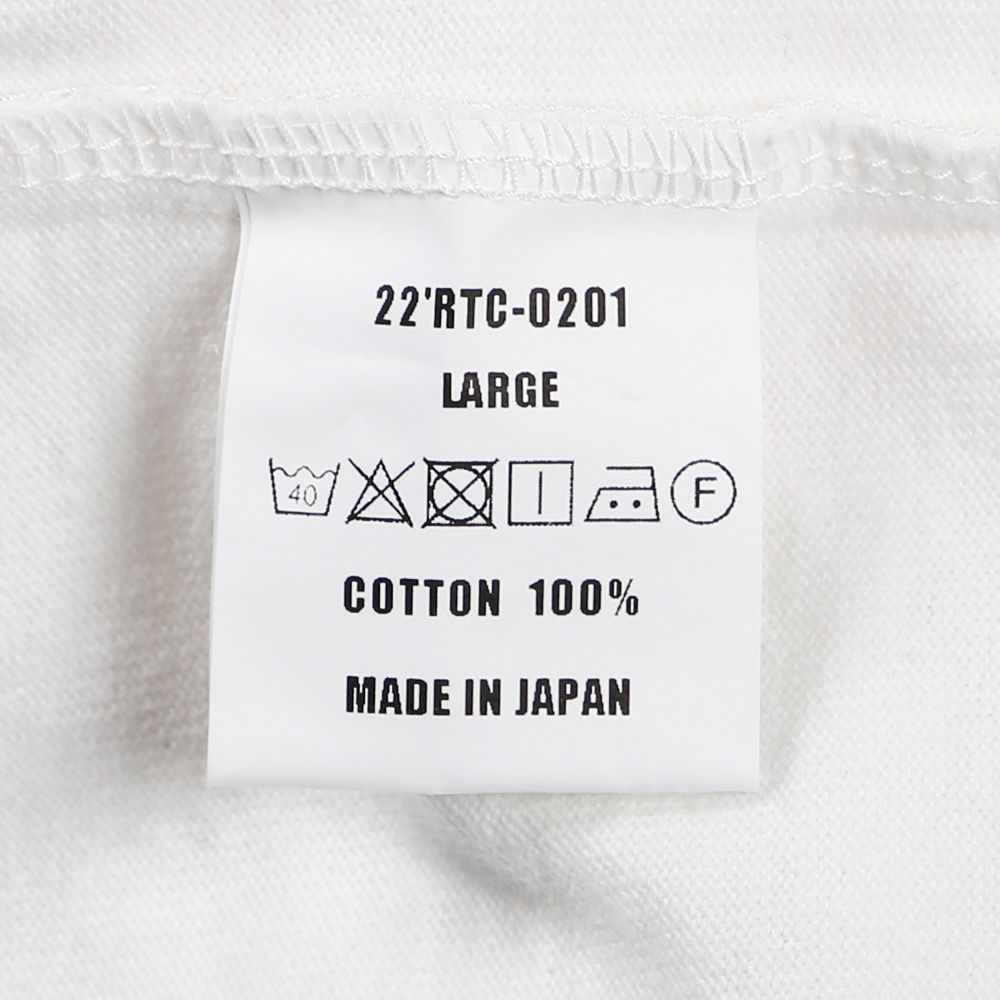 22'RTC-0201
LARGE
40 F
COTTON 100%
MADE IN JAPAN